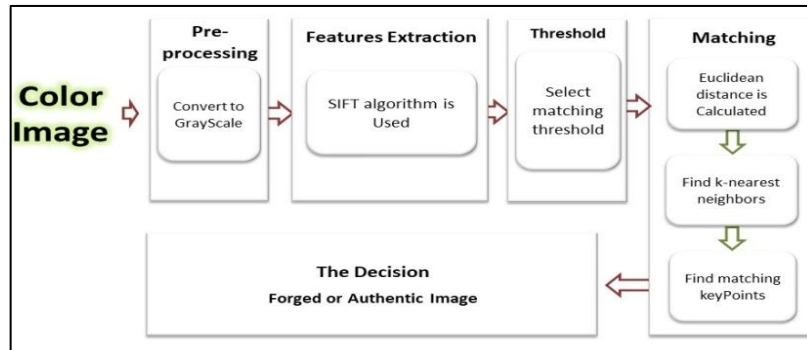 Color
Image
Pre-
processing
Convert to
GrayScale
Features Extraction
SIFT algorithm is
Used
Threshold
Select
matching
threshold
Matching
Euclidean
distance is
Calculated
Find k-nearest
neighbors
Find matching
keyPoints
The Decision
Forged or Authentic Image